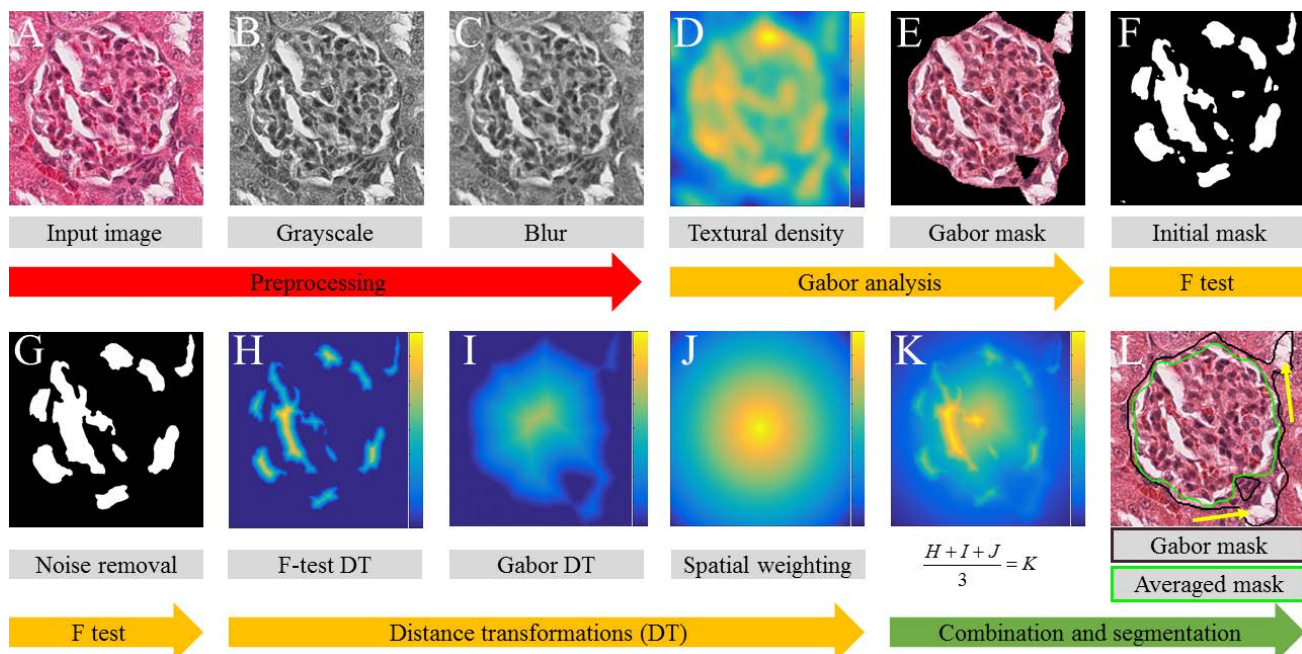 A B C D E F
Input image Grayscale Blur Textural density Gabor mask Initial mask
Preprocessing Gabor analysis F test
G H I J K L
Noise removal F-test DT Gabor DT Spatial weighting (H+I+J)/3 = K Gabor mask
Averaged mask
F test Distance transformations (DT) Combination and segmentation